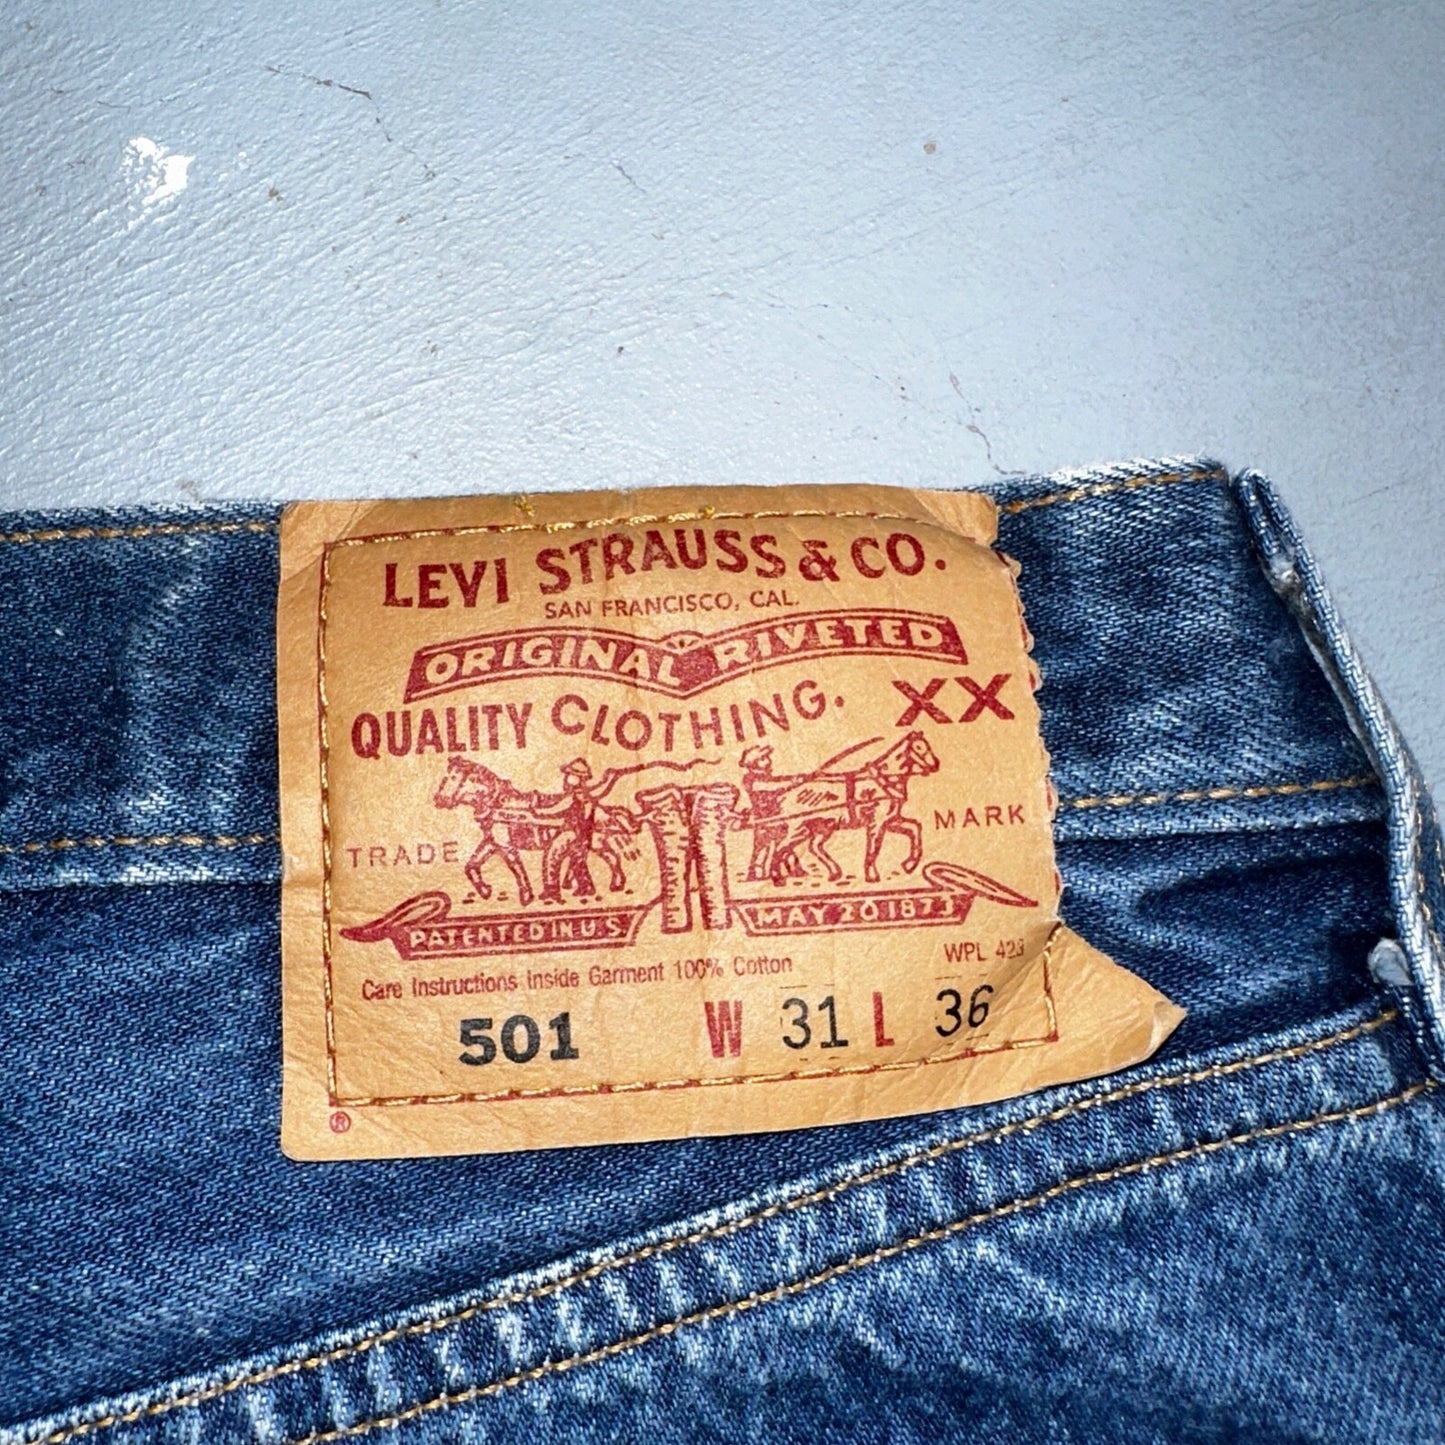 LEVI STRAUSS & CO.
SAN FRANCISCO, CAL.
ORIGINAL RIVETED
QUALITY CLOTHING. XX
TRADE MARK
PATENTED IN U.S. MAY 20 1873
Care Instructions Inside Garment 100% Cotton WPL 423
501 W 31 L 36
®